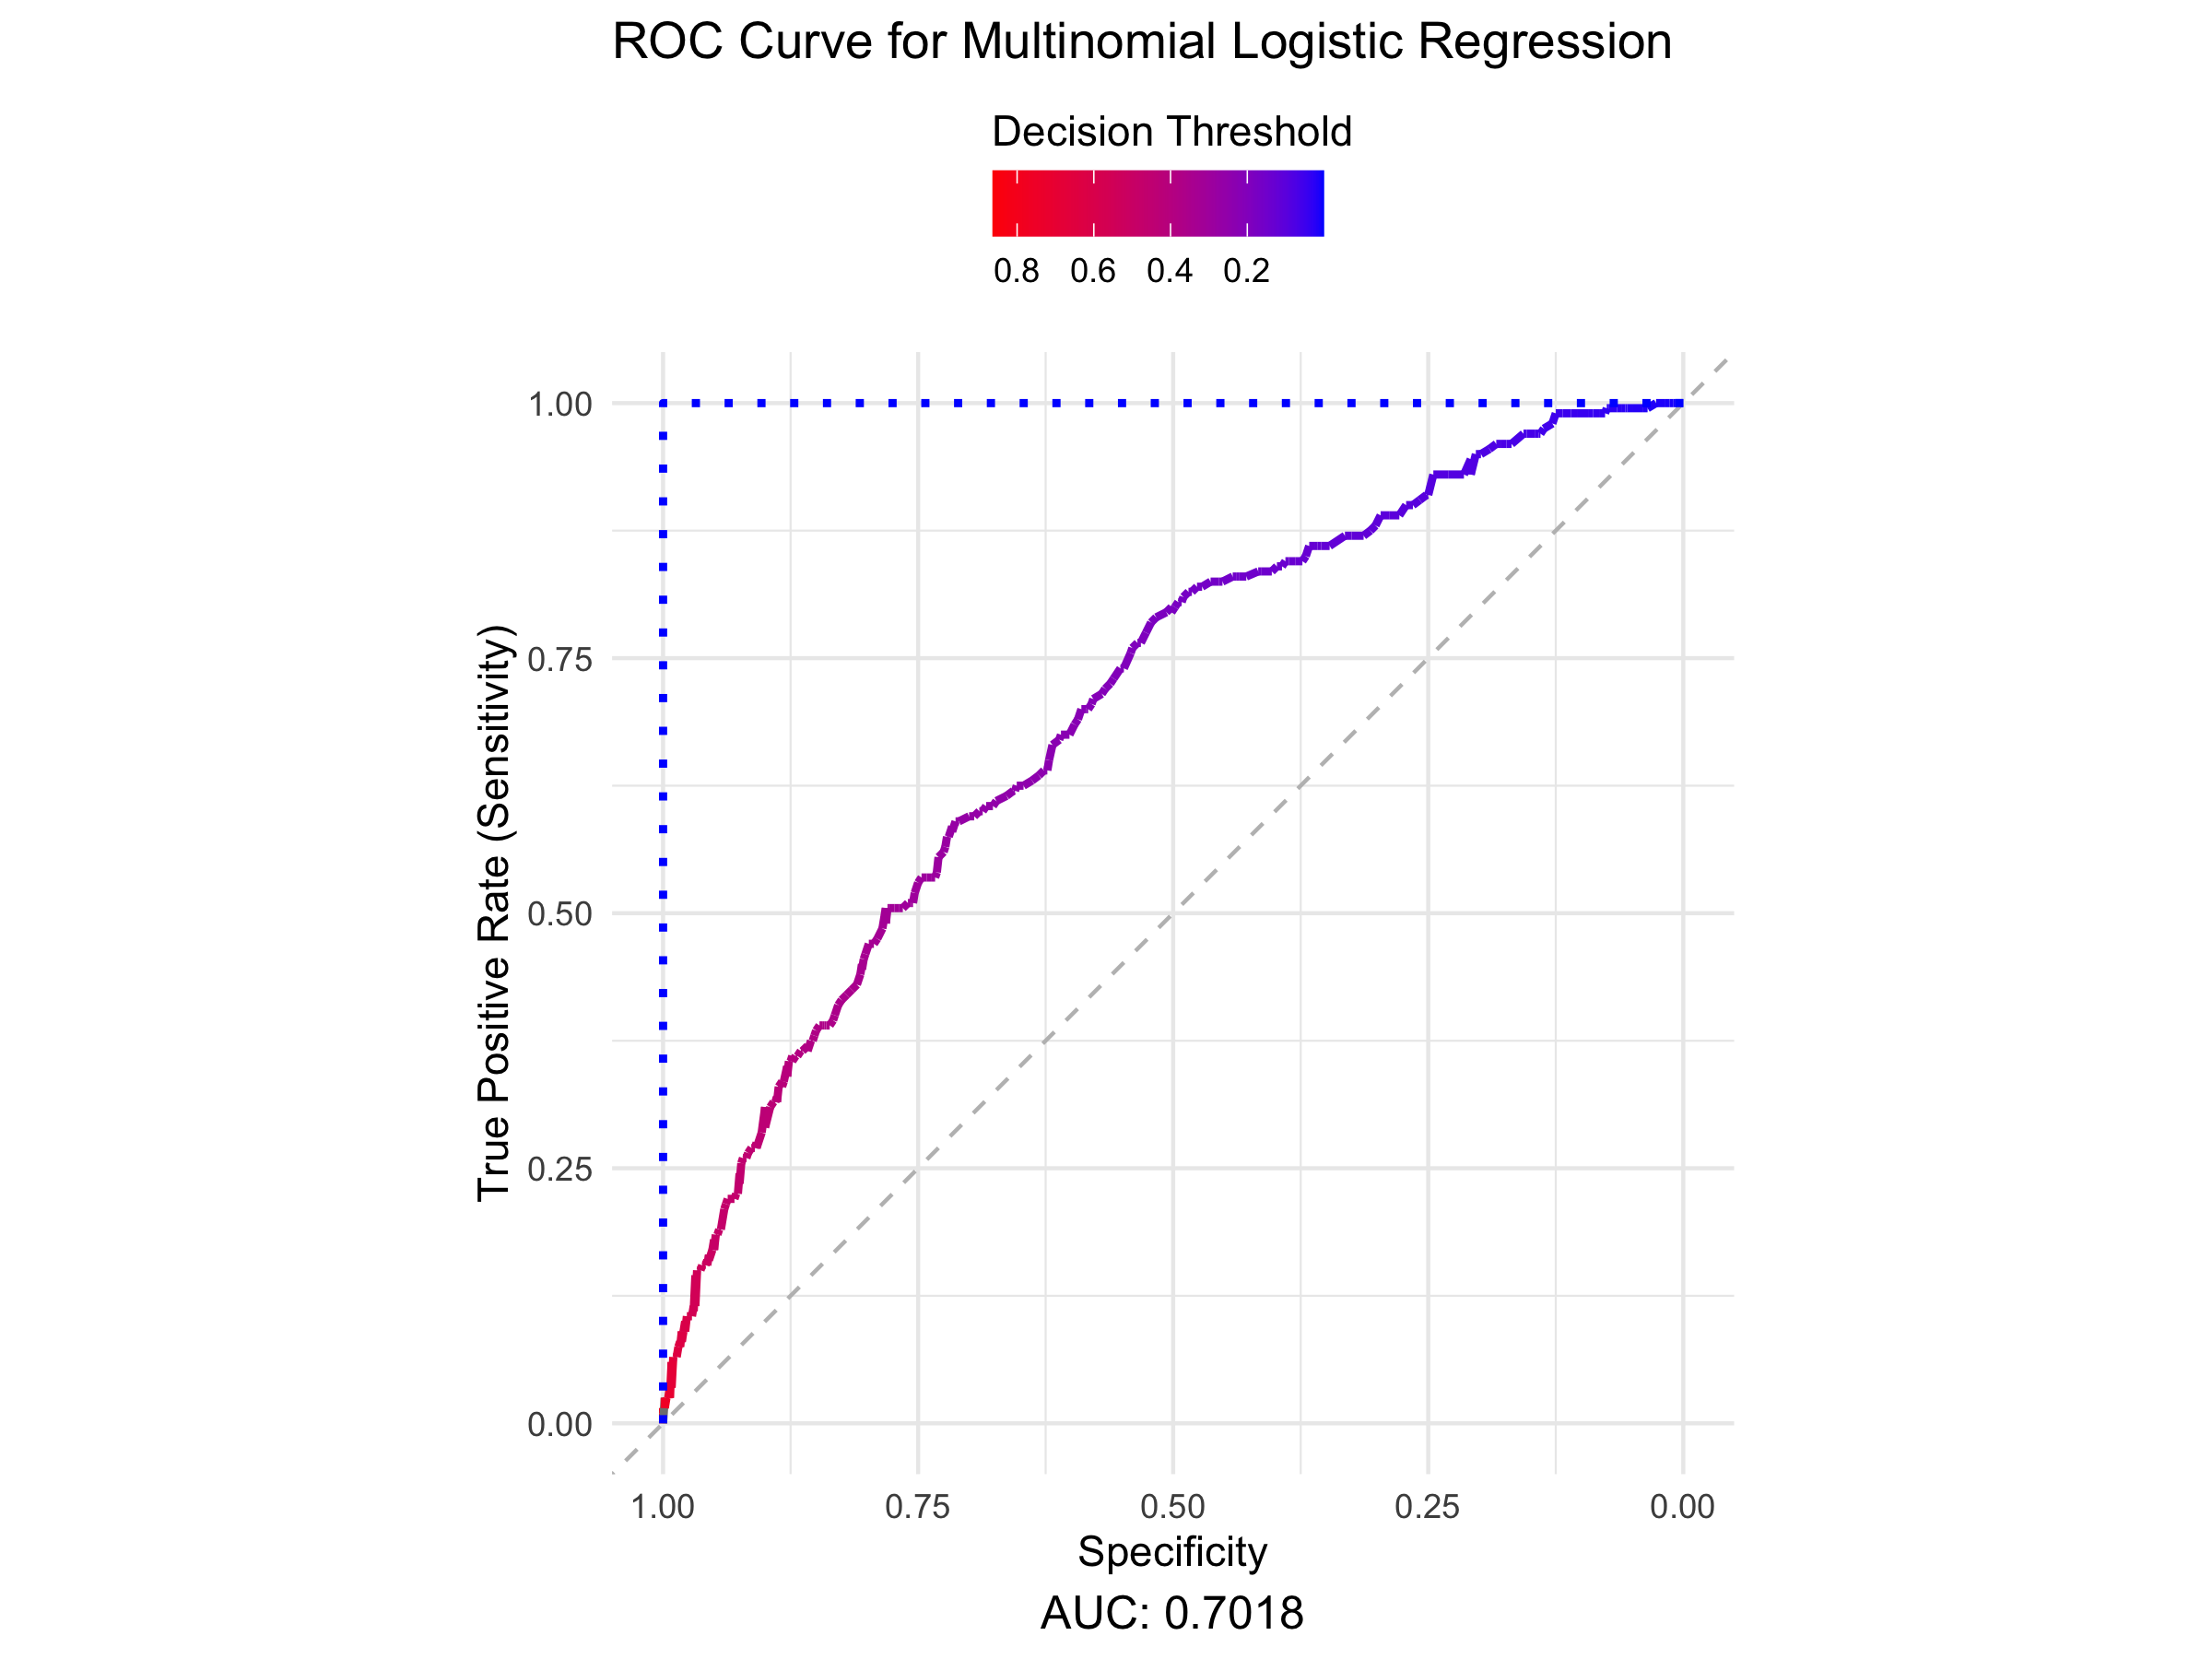 ROC Curve for Multinomial Logistic Regression
Decision Threshold
0.8 0.6 0.4 0.2
True Positive Rate (Sensitivity)
1.00
0.75
0.50
0.25
0.00
1.00 0.75 0.50 0.25 0.00
Specificity
AUC: 0.7018